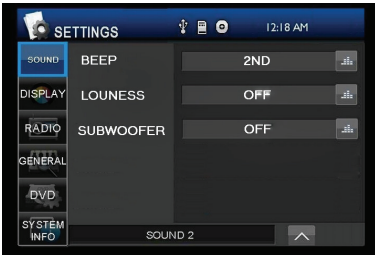 SETTINGS 12:18 AM
SOUND BEEP 2ND
DISPLAY LOUNESS OFF
RADIO SUBWOOFER OFF
GENERAL
DVD
SYSTEM
INFO
SOUND 2